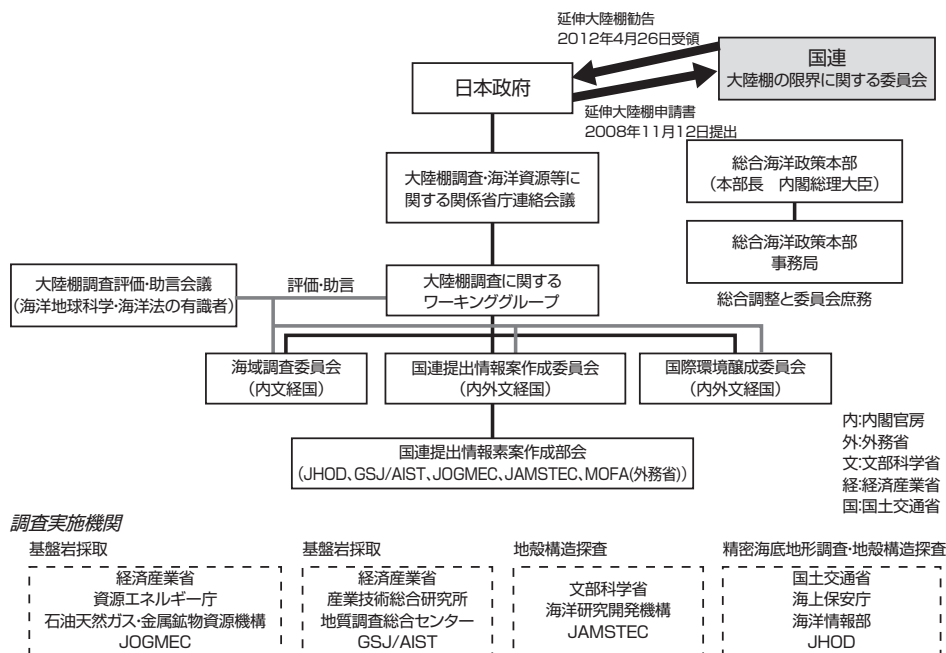 延伸大陸棚勧告
2012年4月26日受領
国連
大陸棚の限界に関する委員会
日本政府
延伸大陸棚申請書
2008年11月12日提出
大陸棚調査・海洋資源等に
関する関係省庁連絡会議
総合海洋政策本部
(本部長　内閣総理大臣)
総合海洋政策本部
事務局
総合調整と委員会庶務
大陸棚調査評価・助言会議
(海洋地球科学・海洋法の有識者)
評価・助言
大陸棚調査に関する
ワーキンググループ
海域調査委員会
(内文経国)
国連提出情報案作成委員会
(内外文経国)
国際環境醸成委員会
(内外文経国)
国連提出情報素案作成部会
(JHOD、GSJ/AIST、JOGMEC、JAMSTEC、MOFA(外務省))
内:内閣官房
外:外務省
文:文部科学省
経:経済産業省
国:国土交通省
調査実施機関
基盤岩採取
経済産業省
資源エネルギー庁
石油天然ガス・金属鉱物資源機構
JOGMEC
基盤岩採取
経済産業省
産業技術総合研究所
地質調査総合センター
GSJ/AIST
地殻構造探査
文部科学省
海洋研究開発機構
JAMSTEC
精密海底地形調査・地殻構造探査
国土交通省
海上保安庁
海洋情報部
JHOD